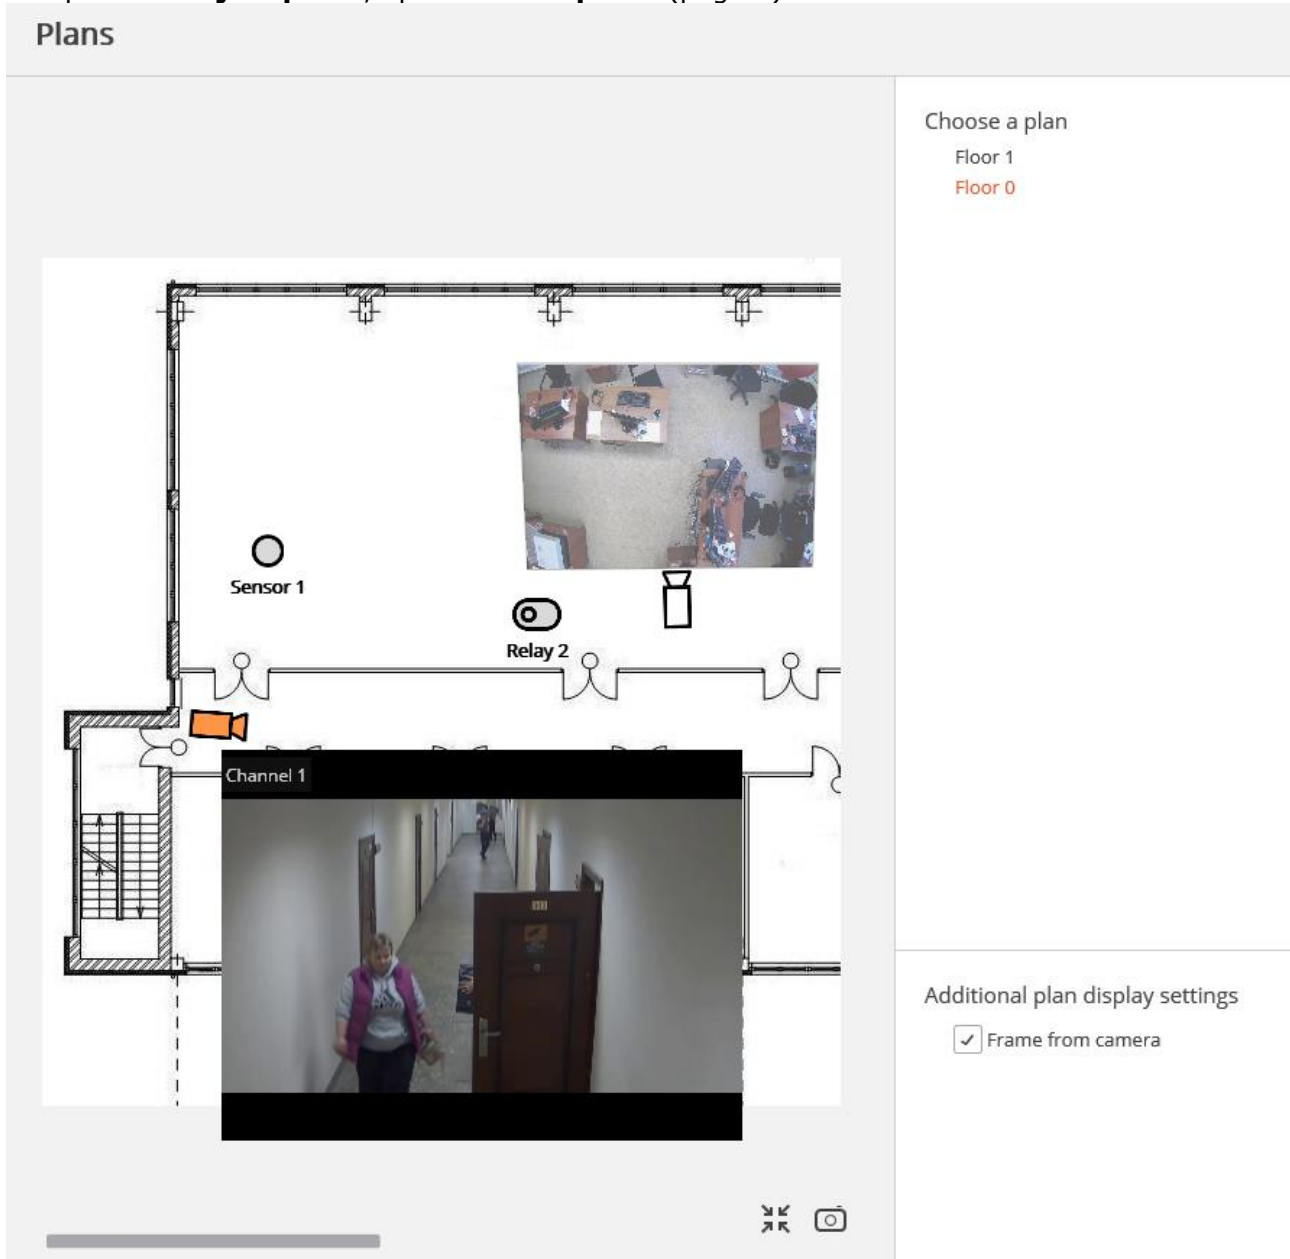 Plans
Choose a plan
Floor 1
Floor 0
Sensor 1
Relay 2
Channel 1
Additional plan display settings
Frame from camera